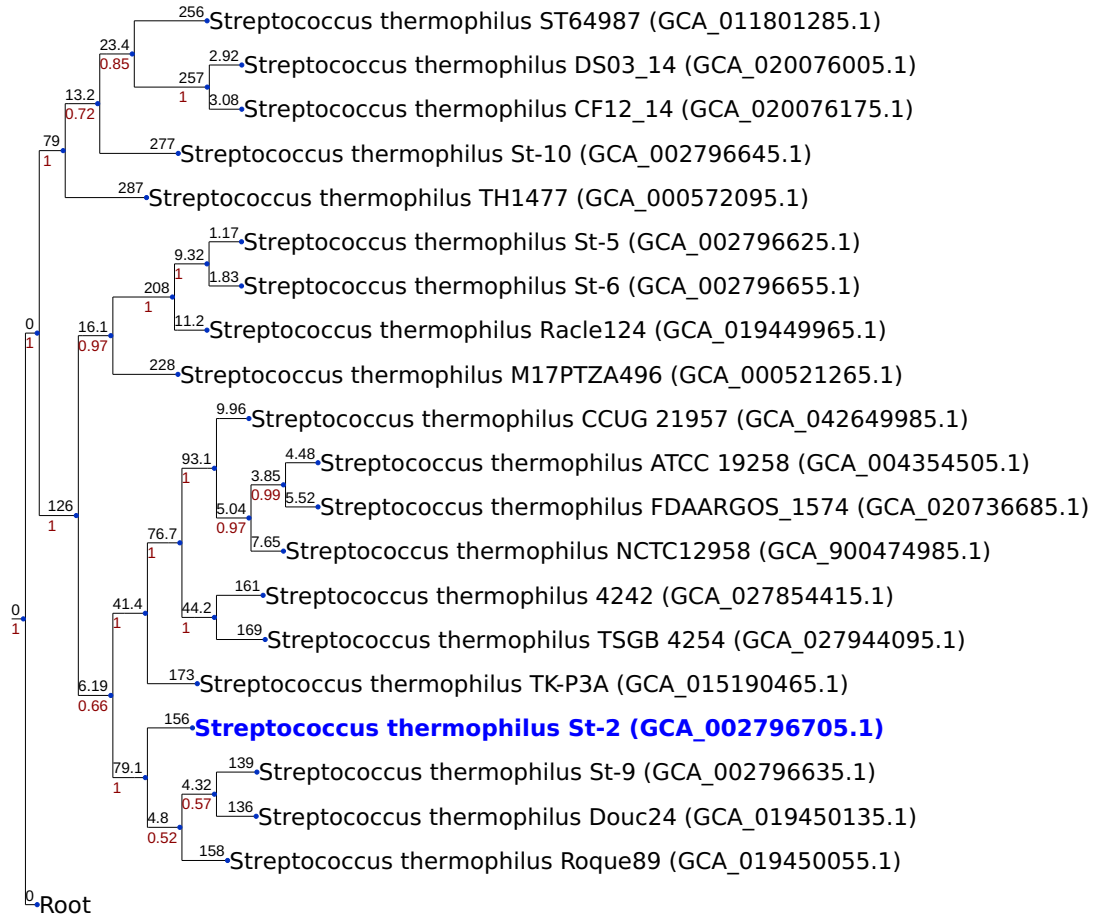 256 Streptococcus thermophilus ST64987 (GCA_011801285.1)
23.4
0.85
2.92 Streptococcus thermophilus DS03_14 (GCA_020076005.1)
257
1
3.08 Streptococcus thermophilus CF12_14 (GCA_020076175.1)
13.2
0.72
277 Streptococcus thermophilus St-10 (GCA_002796645.1)
79
1
287 Streptococcus thermophilus TH1477 (GCA_000572095.1)
1.17 Streptococcus thermophilus St-5 (GCA_002796625.1)
9.32
1
1.83 Streptococcus thermophilus St-6 (GCA_002796655.1)
208
1
11.2 Streptococcus thermophilus Racle124 (GCA_019449965.1)
0
1
16.1
0.97
228 Streptococcus thermophilus M17PTZA496 (GCA_000521265.1)
9.96 Streptococcus thermophilus CCUG 21957 (GCA_042649985.1)
93.1
1
4.48 Streptococcus thermophilus ATCC 19258 (GCA_004354505.1)
3.85
0.99
5.52 Streptococcus thermophilus FDAARGOS_1574 (GCA_020736685.1)
5.04
0.97
126
1
7.65 Streptococcus thermophilus NCTC12958 (GCA_900474985.1)
76.7
1
161 Streptococcus thermophilus 4242 (GCA_027854415.1)
44.2
1
169 Streptococcus thermophilus TSGB 4254 (GCA_027944095.1)
41.4
1
0
1
173 Streptococcus thermophilus TK-P3A (GCA_015190465.1)
6.19
0.66
156 Streptococcus thermophilus St-2 (GCA_002796705.1)
79.1
1
139 Streptococcus thermophilus St-9 (GCA_002796635.1)
4.32
0.57
136 Streptococcus thermophilus Douc24 (GCA_019450135.1)
4.8
0.52
158 Streptococcus thermophilus Roque89 (GCA_019450055.1)
0 Root